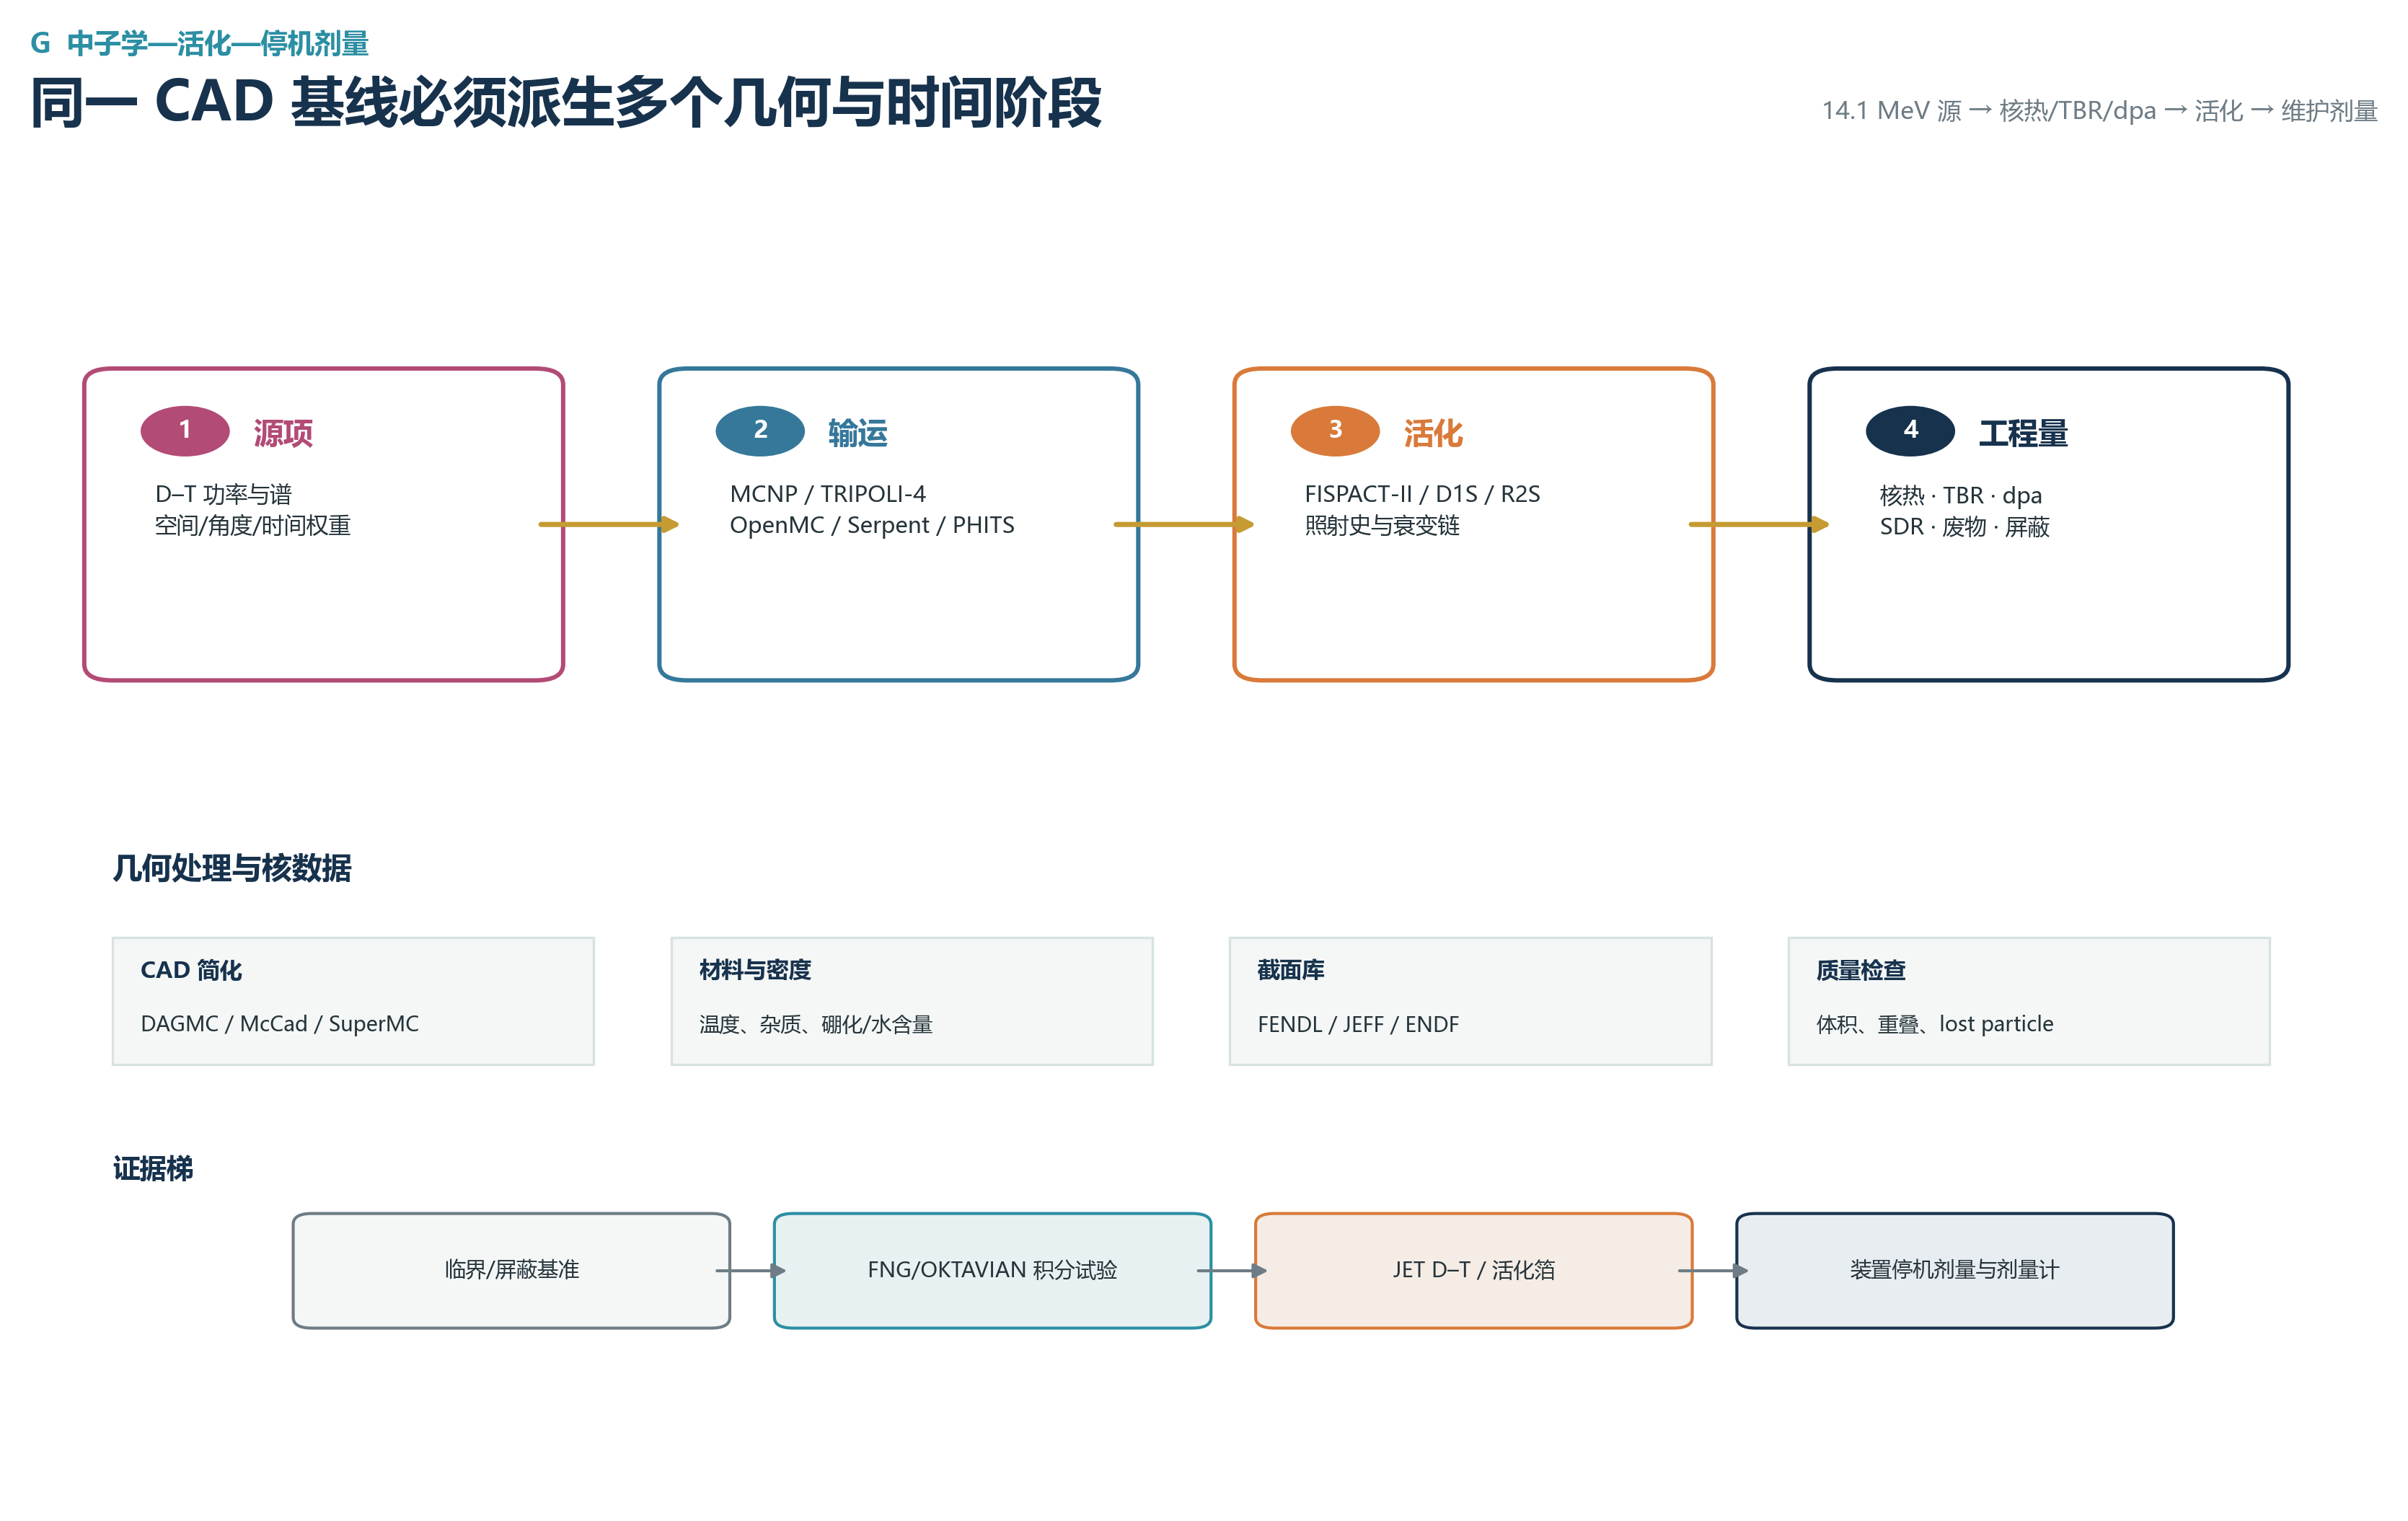 G 中子学—活化—停机剂量
同一 CAD 基线必须派生多个几何与时间阶段
14.1 MeV 源 → 核热/TBR/dpa → 活化 → 维护剂量
1 源项
D–T 功率与谱
空间/角度/时间权重
2 输运
MCNP / TRIPOLI-4
OpenMC / Serpent / PHITS
3 活化
FISPACT-II / D1S / R2S
照射史与衰变链
4 工程量
核热 · TBR · dpa
SDR · 废物 · 屏蔽
几何处理与核数据
CAD 简化
DAGMC / McCad / SuperMC
材料与密度
温度、杂质、硼化/水含量
截面库
FENDL / JEFF / ENDF
质量检查
体积、重叠、lost particle
证据梯
临界/屏蔽基准
FNG/OKTAVIAN 积分试验
JET D–T / 活化箔
装置停机剂量与剂量计